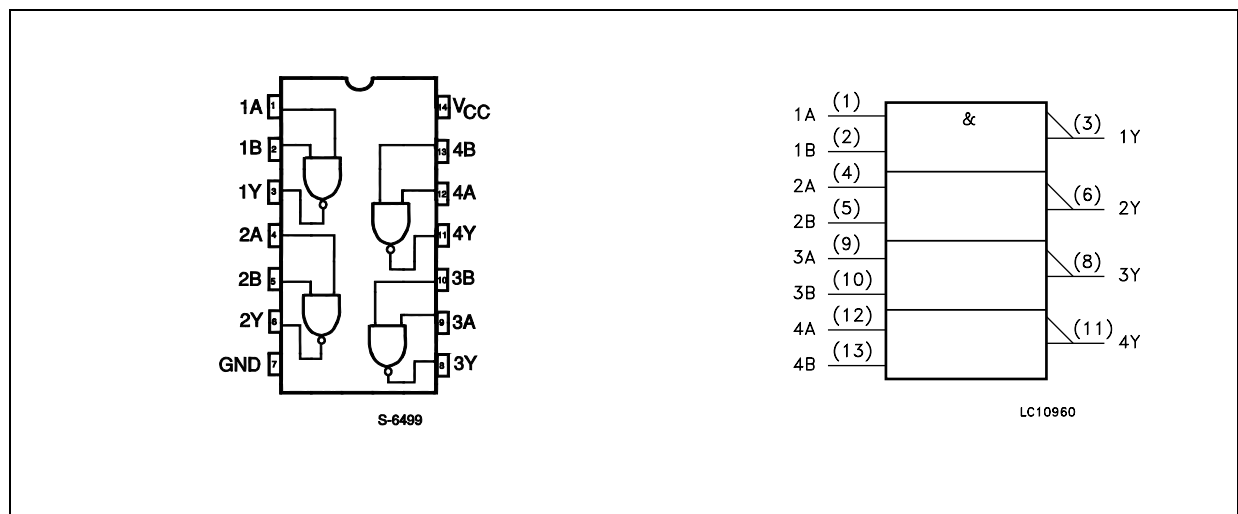 1A 1
1B 2
1Y 3
2A 4
2B 5
2Y 6
GND 7
14 VCC
13 4B
12 4A
11 4Y
10 3B
9 3A
8 3Y
S-6499
&
1A (1)
1B (2)
2A (4)
2B (5)
3A (9)
3B (10)
4A (12)
4B (13)
(3) 1Y
(6) 2Y
(8) 3Y
(11) 4Y
LC10960